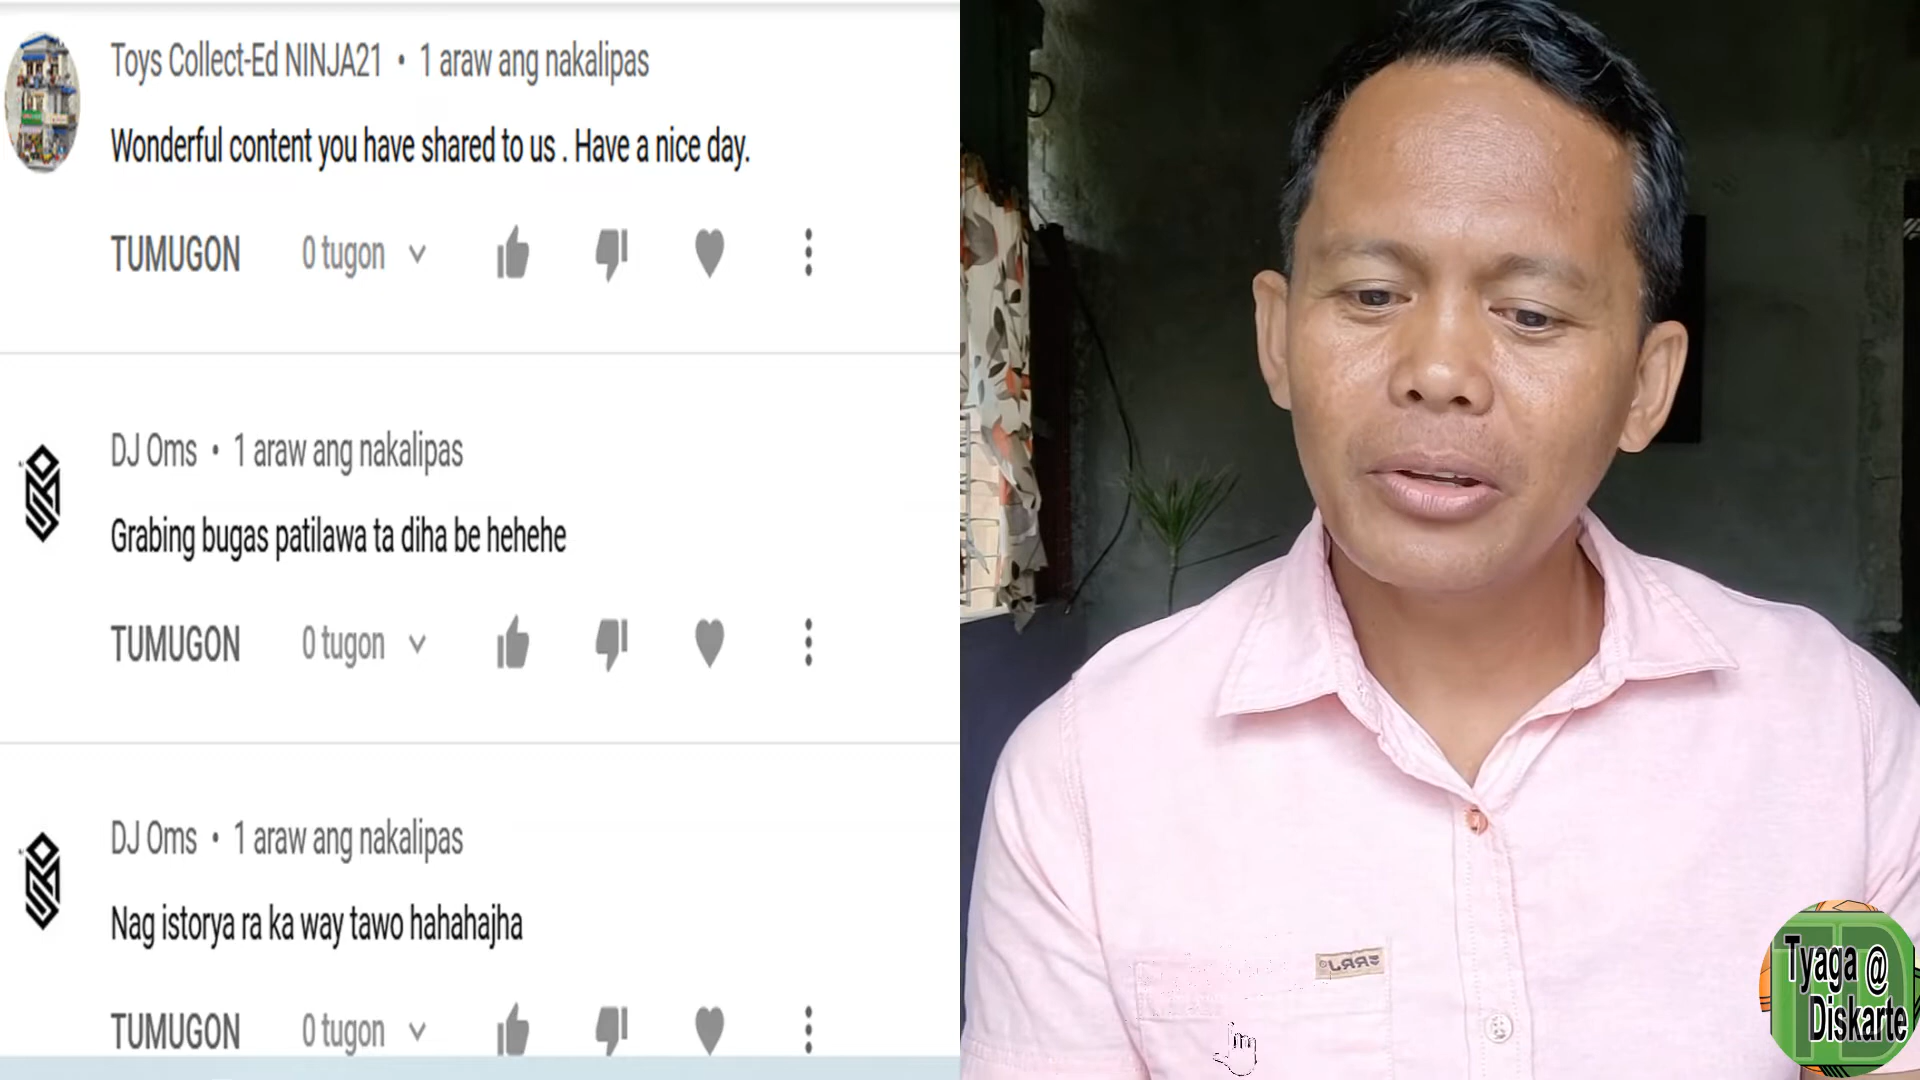 Toys Collect-Ed NINJA21 • 1 araw ang nakalipas
Wonderful content you have shared to us . Have a nice day.
TUMUGON 0 tugon
DJ Oms • 1 araw ang nakalipas
Grabing bugas patilawa ta diha be hehehe
TUMUGON 0 tugon
DJ Oms • 1 araw ang nakalipas
Nag istorya ra ka way tawo hahahajha
TUMUGON 0 tugon
Tyaga @
Diskarte